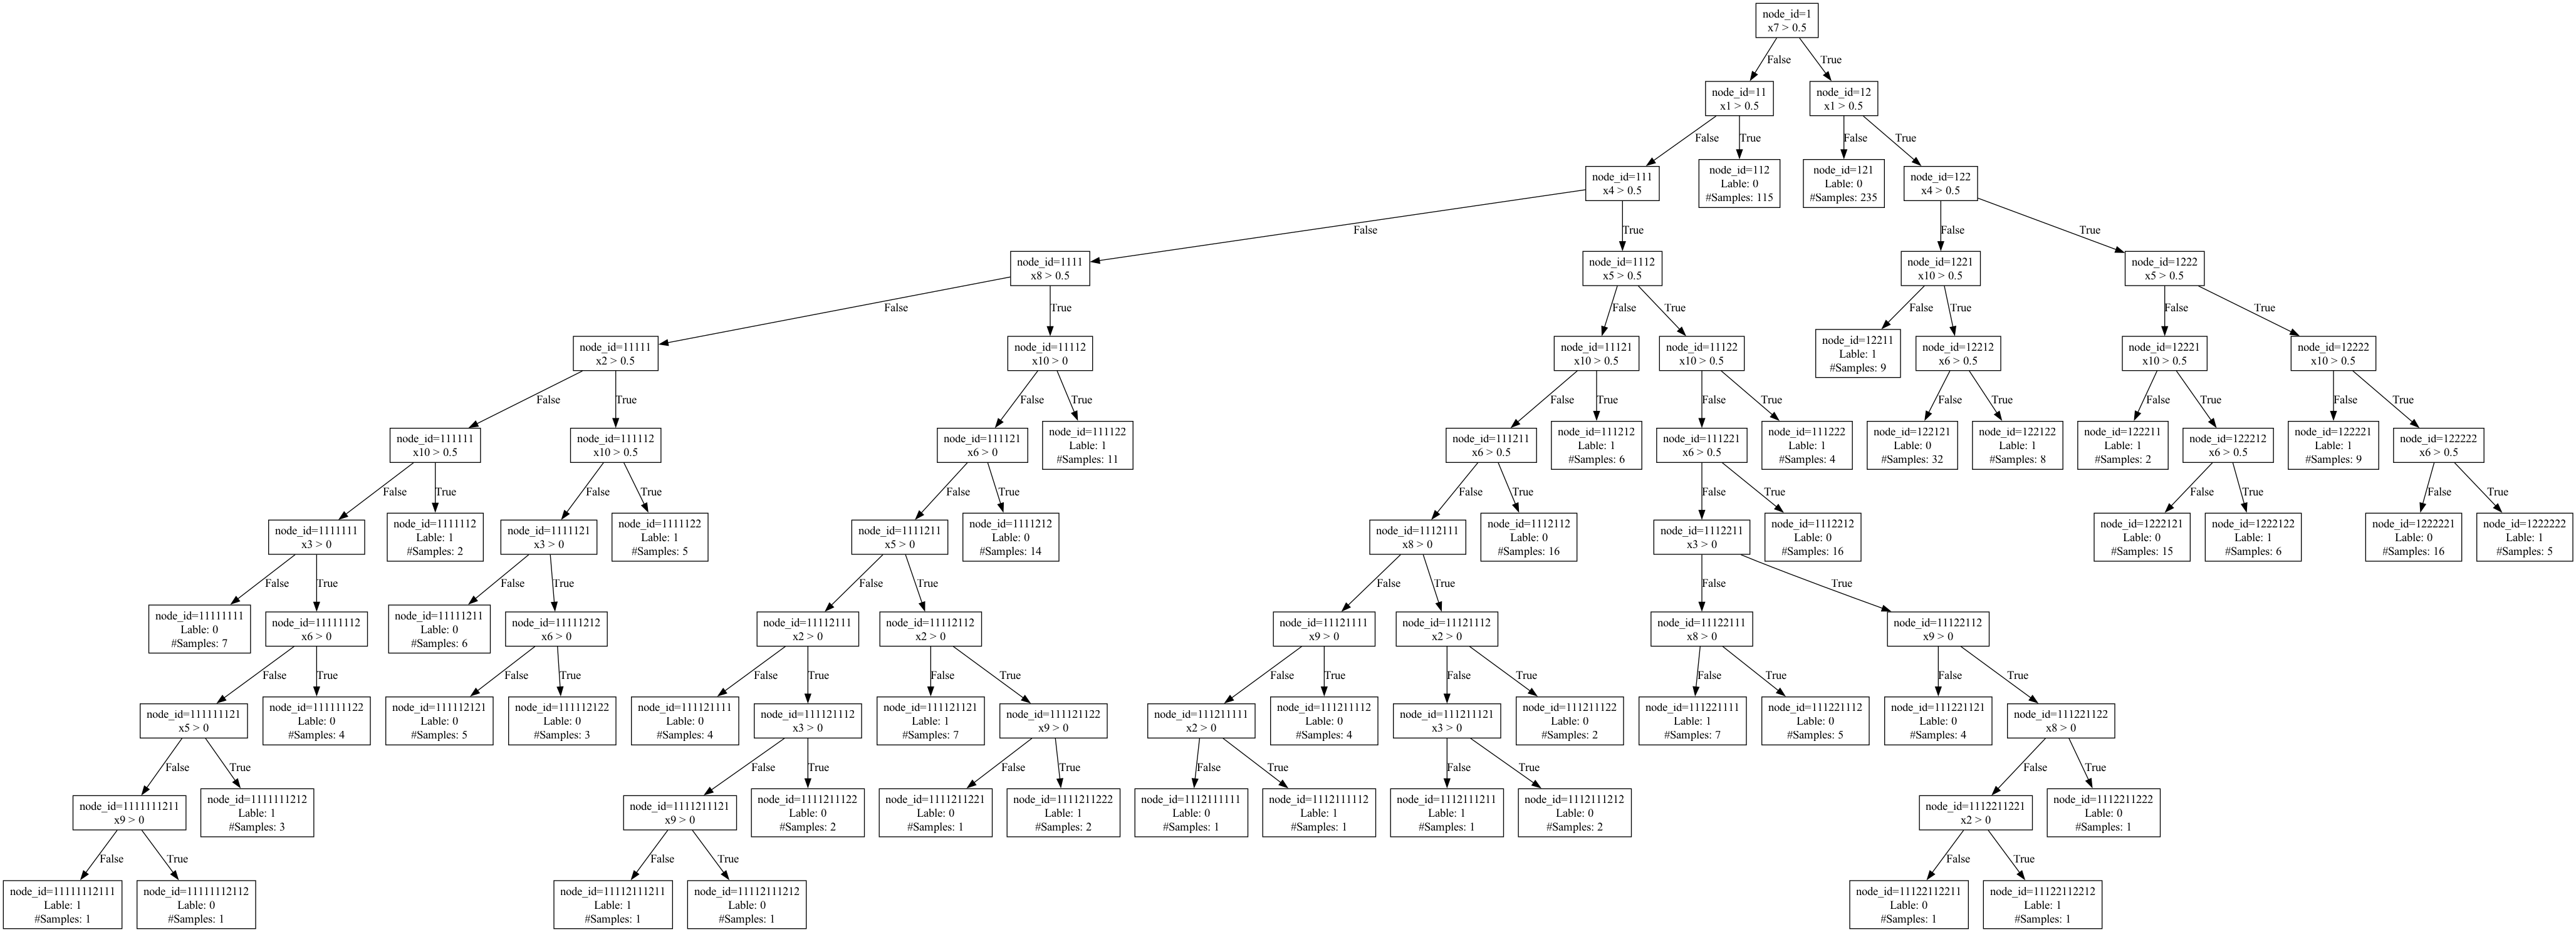 node_id=1
x7 > 0.5
False
True
node_id=11
x1 > 0.5
node_id=12
x1 > 0.5
False
True
False
True
node_id=111
x4 > 0.5
node_id=112
Lable: 0
#Samples: 115
node_id=121
Lable: 0
#Samples: 235
node_id=122
x4 > 0.5
False
True
False
True
node_id=1111
x8 > 0.5
node_id=1112
x5 > 0.5
node_id=1221
x10 > 0.5
node_id=1222
x5 > 0.5
False
True
False
True
False
True
False
True
node_id=11111
x2 > 0.5
node_id=11112
x10 > 0
node_id=11121
x10 > 0.5
node_id=11122
x10 > 0.5
node_id=12211
Lable: 1
#Samples: 9
node_id=12212
x6 > 0.5
node_id=12221
x10 > 0.5
node_id=12222
x10 > 0.5
False
True
False
True
False
True
False
True
False
True
False
True
False
True
node_id=111111
x10 > 0.5
node_id=111112
x10 > 0.5
node_id=111121
x6 > 0
node_id=111122
Lable: 1
#Samples: 11
node_id=111211
x6 > 0.5
node_id=111212
Lable: 1
#Samples: 6
node_id=111221
x6 > 0.5
node_id=111222
Lable: 1
#Samples: 4
node_id=122121
Lable: 0
#Samples: 32
node_id=122122
Lable: 1
#Samples: 8
node_id=122211
Lable: 1
#Samples: 2
node_id=122212
x6 > 0.5
node_id=122221
Lable: 1
#Samples: 9
node_id=122222
x6 > 0.5
False
True
False
True
False
True
False
True
False
True
False
True
False
True
node_id=1111111
x3 > 0
node_id=1111112
Lable: 1
#Samples: 2
node_id=1111121
x3 > 0
node_id=1111122
Lable: 1
#Samples: 5
node_id=1111211
x5 > 0
node_id=1111212
Lable: 0
#Samples: 14
node_id=1112111
x8 > 0
node_id=1112112
Lable: 0
#Samples: 16
node_id=1112211
x3 > 0
node_id=1112212
Lable: 0
#Samples: 16
node_id=1222121
Lable: 0
#Samples: 15
node_id=1222122
Lable: 1
#Samples: 6
node_id=1222221
Lable: 0
#Samples: 16
node_id=1222222
Lable: 1
#Samples: 5
False
True
False
True
False
True
False
True
False
True
node_id=11111111
Lable: 0
#Samples: 7
node_id=11111112
x6 > 0
node_id=11111211
Lable: 0
#Samples: 6
node_id=11111212
x6 > 0
node_id=11112111
x2 > 0
node_id=11112112
x2 > 0
node_id=11121111
x9 > 0
node_id=11121112
x2 > 0
node_id=11122111
x8 > 0
node_id=11122112
x9 > 0
False
True
False
True
False
True
False
True
False
True
False
True
False
True
False
True
node_id=111111121
x5 > 0
node_id=111111122
Lable: 0
#Samples: 4
node_id=111112121
Lable: 0
#Samples: 5
node_id=111112122
Lable: 0
#Samples: 3
node_id=111121111
Lable: 0
#Samples: 4
node_id=111121112
x3 > 0
node_id=111121121
Lable: 1
#Samples: 7
node_id=111121122
x9 > 0
node_id=111211111
x2 > 0
node_id=111211112
Lable: 0
#Samples: 4
node_id=111211121
x3 > 0
node_id=111211122
Lable: 0
#Samples: 2
node_id=111221111
Lable: 1
#Samples: 7
node_id=111221112
Lable: 0
#Samples: 5
node_id=111221121
Lable: 0
#Samples: 4
node_id=111221122
x8 > 0
False
True
False
True
False
True
False
True
False
True
False
True
node_id=1111111211
x9 > 0
node_id=1111111212
Lable: 1
#Samples: 3
node_id=1111211121
x9 > 0
node_id=1111211122
Lable: 0
#Samples: 2
node_id=1111211221
Lable: 0
#Samples: 1
node_id=1111211222
Lable: 1
#Samples: 2
node_id=1112111111
Lable: 0
#Samples: 1
node_id=1112111112
Lable: 1
#Samples: 1
node_id=1112111211
Lable: 1
#Samples: 1
node_id=1112111212
Lable: 0
#Samples: 2
node_id=1112211221
x2 > 0
node_id=1112211222
Lable: 0
#Samples: 1
False
True
False
True
False
True
node_id=11111112111
Lable: 1
#Samples: 1
node_id=11111112112
Lable: 0
#Samples: 1
node_id=11112111211
Lable: 1
#Samples: 1
node_id=11112111212
Lable: 0
#Samples: 1
node_id=11122112211
Lable: 0
#Samples: 1
node_id=11122112212
Lable: 1
#Samples: 1